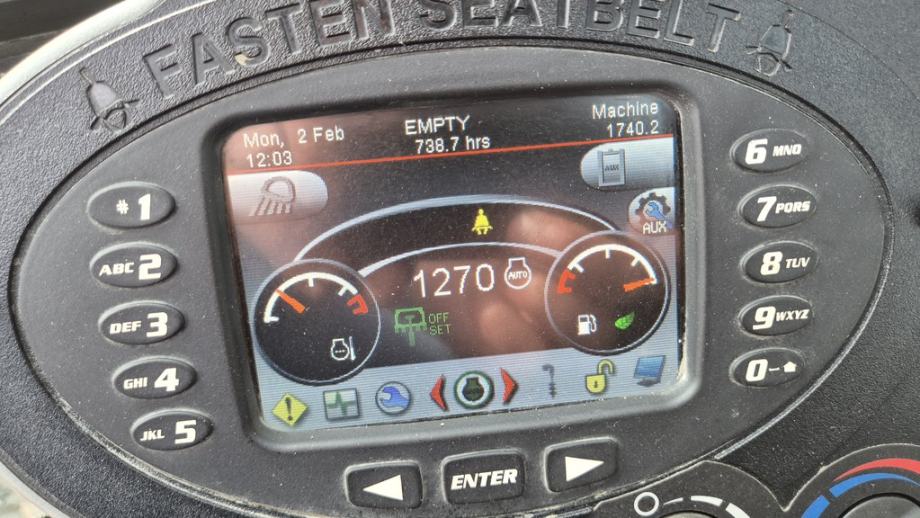 FASTEN SEATBELT
Mon, 2 Feb
12:03
EMPTY
738.7 hrs
Machine
1740.2
AUX
AUX
1270
AUTO
OFF
SET
# 1
ABC 2
DEF 3
GHI 4
JKL 5
6 MNO
7 PQRS
8 TUV
9 WXYZ
0
ENTER